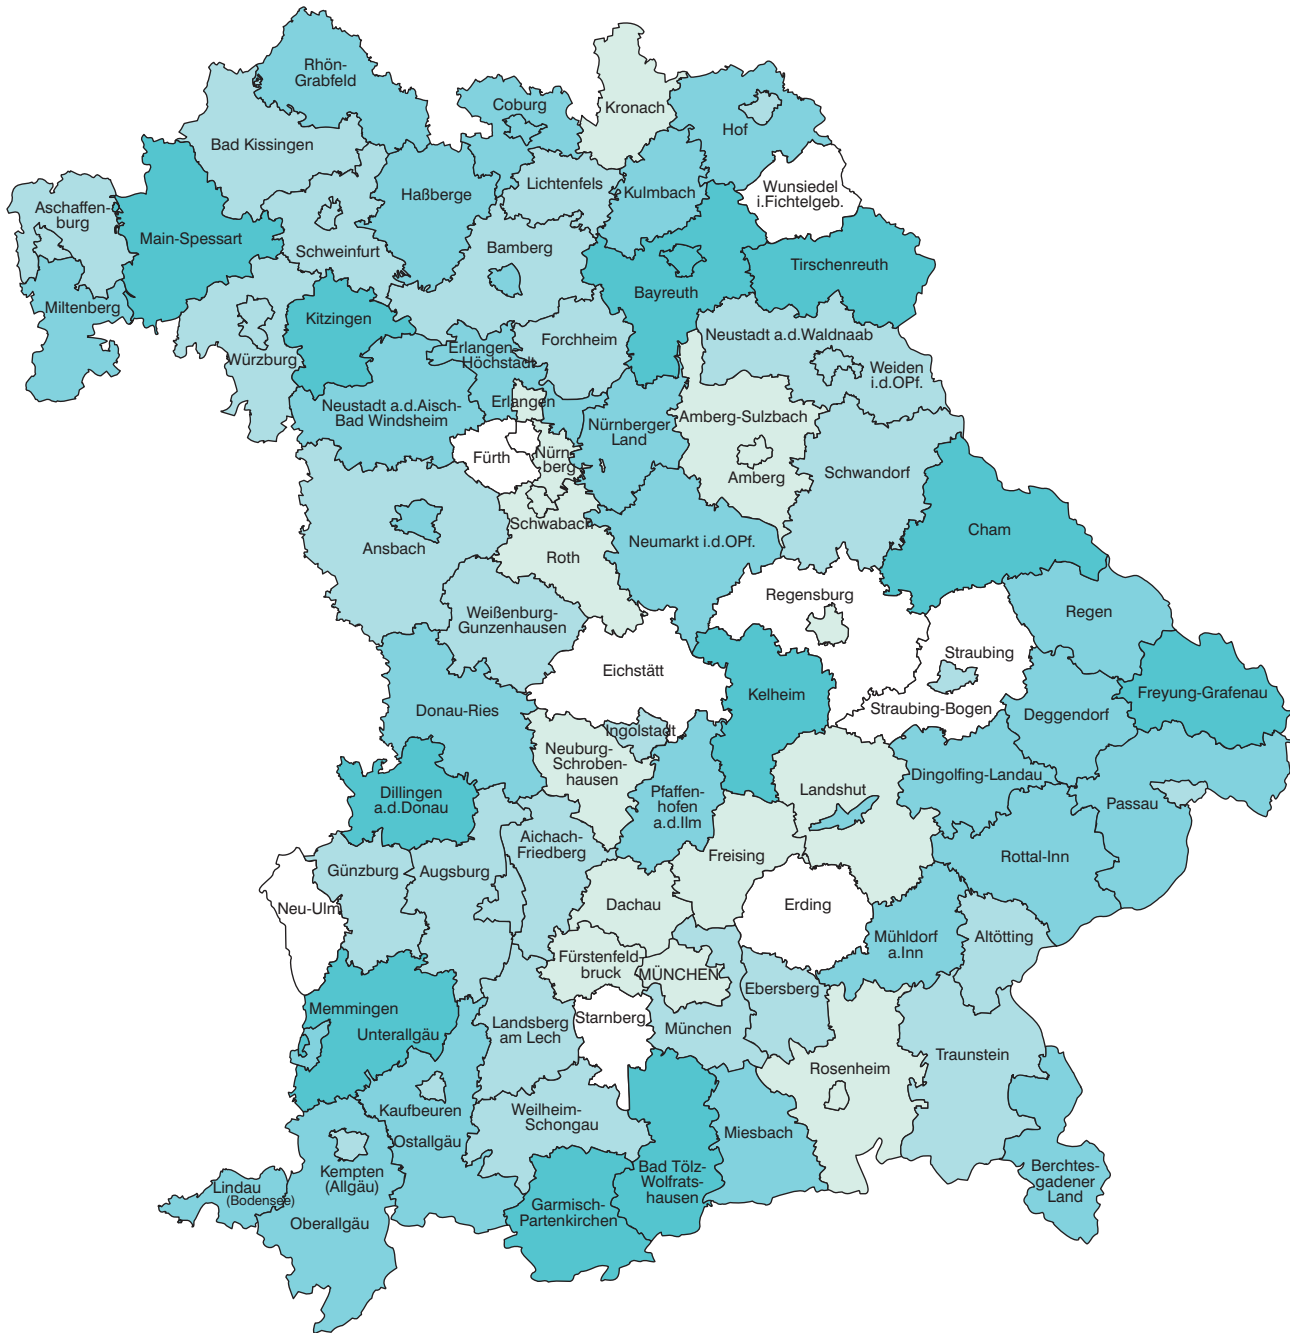 Rhön-
Grabfeld
Coburg
Kronach
Hof
Bad Kissingen
Lichtenfels
Kulmbach
Wunsiedel
i.Fichtelgeb.
Haßberge
Aschaffen-
burg
Main-Spessart
Schweinfurt
Bamberg
Tirschenreuth
Bayreuth
Miltenberg
Kitzingen
Neustadt a.d.Waldnaab
Forchheim
Erlangen-
Höchstadt
Würzburg
Weiden
i.d.OPf.
Neustadt a.d.Aisch-
Bad Windsheim
Erlangen
Nürnberger
Land
Amberg-Sulzbach
Fürth
Nürn-
berg
Amberg
Schwandorf
Schwabach
Cham
Ansbach
Roth
Neumarkt i.d.OPf.
Regensburg
Regen
Weißenburg-
Gunzenhausen
Straubing
Eichstätt
Kelheim
Freyung-Grafenau
Straubing-Bogen
Deggendorf
Donau-Ries
Ingolstadt
Neuburg-
Schroben-
hausen
Dingolfing-Landau
Landshut
Passau
Dillingen
a.d.Donau
Pfaffen-
hofen
a.d.Ilm
Aichach-
Friedberg
Freising
Rottal-Inn
Günzburg
Augsburg
Neu-Ulm
Dachau
Erding
Mühldorf
a.Inn
Altötting
Fürstenfeld-
bruck
MÜNCHEN
Ebersberg
Memmingen
Unterallgäu
Landsberg
am Lech
Starnberg
München
Traunstein
Rosenheim
Kaufbeuren
Ostallgäu
Weilheim-
Schongau
Miesbach
Kempten
(Allgäu)
Bad Tölz-
Wolfrats-
hausen
Berchtes-
gadener
Land
Lindau
(Bodensee)
Garmisch-
Partenkirchen
Oberallgäu